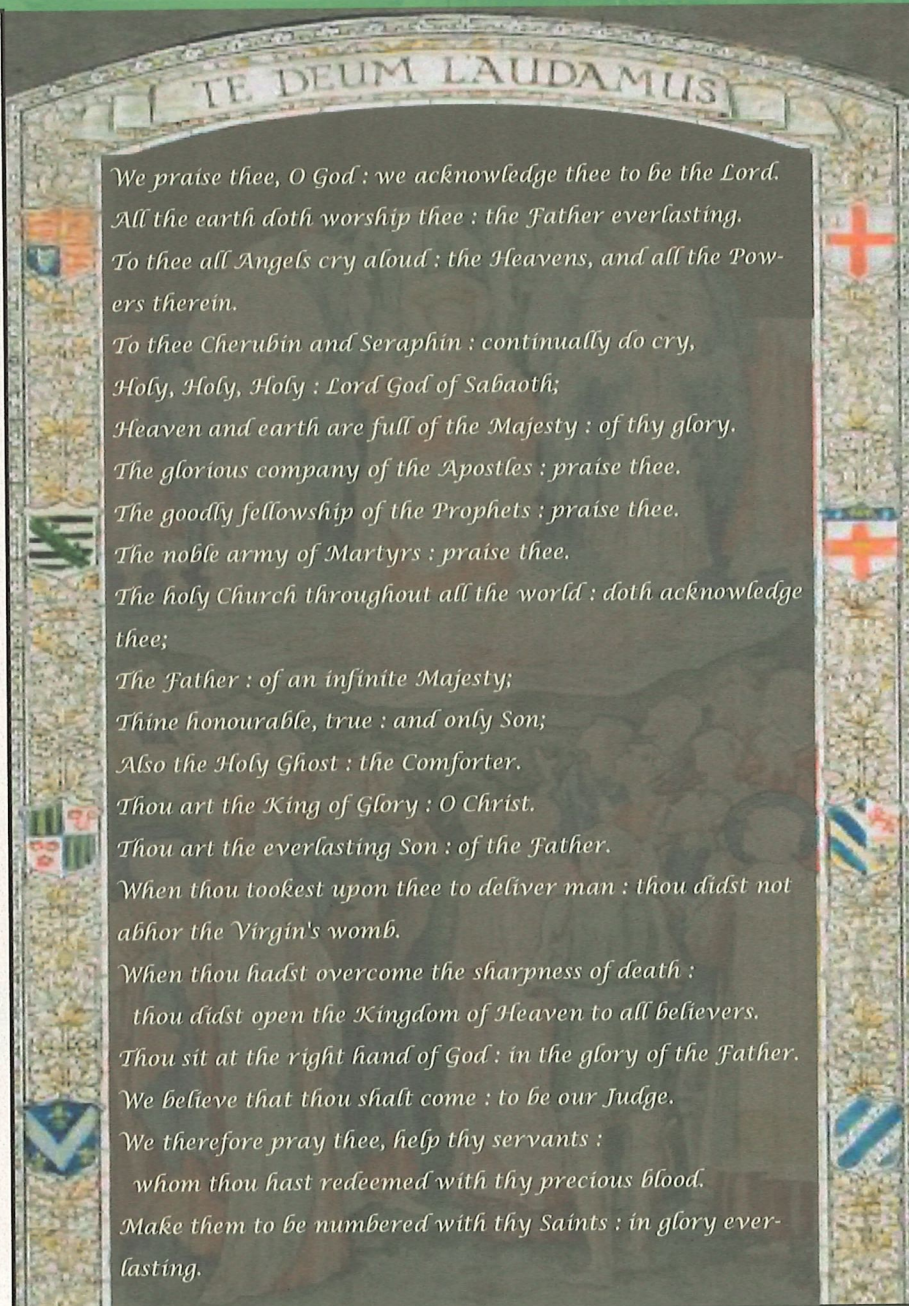 TE DEUM LAUDAMUS
We praise thee, O God : we acknowledge thee to be the Lord.
All the earth doth worship thee : the Father everlasting.
To thee all Angels cry aloud : the Heavens, and all the Pow-
ers therein.
To thee Cherubin and Seraphin : continually do cry,
Holy, Holy, Holy : Lord God of Sabaoth;
Heaven and earth are full of the Majesty : of thy glory.
The glorious company of the Apostles : praise thee.
The goodly fellowship of the Prophets : praise thee.
The noble army of Martyrs : praise thee.
The holy Church throughout all the world : doth acknowledge
thee;
The Father : of an infinite Majesty;
Thine honourable, true : and only Son;
Also the Holy Ghost : the Comforter.
Thou art the King of Glory : O Christ.
Thou art the everlasting Son : of the Father.
When thou tookest upon thee to deliver man : thou didst not
abhor the Virgin's womb.
When thou hadst overcome the sharpness of death :
thou didst open the Kingdom of Heaven to all believers.
Thou sit at the right hand of God : in the glory of the Father.
We believe that thou shalt come : to be our Judge.
We therefore pray thee, help thy servants :
whom thou hast redeemed with thy precious blood.
Make them to be numbered with thy Saints : in glory ever-
lasting.